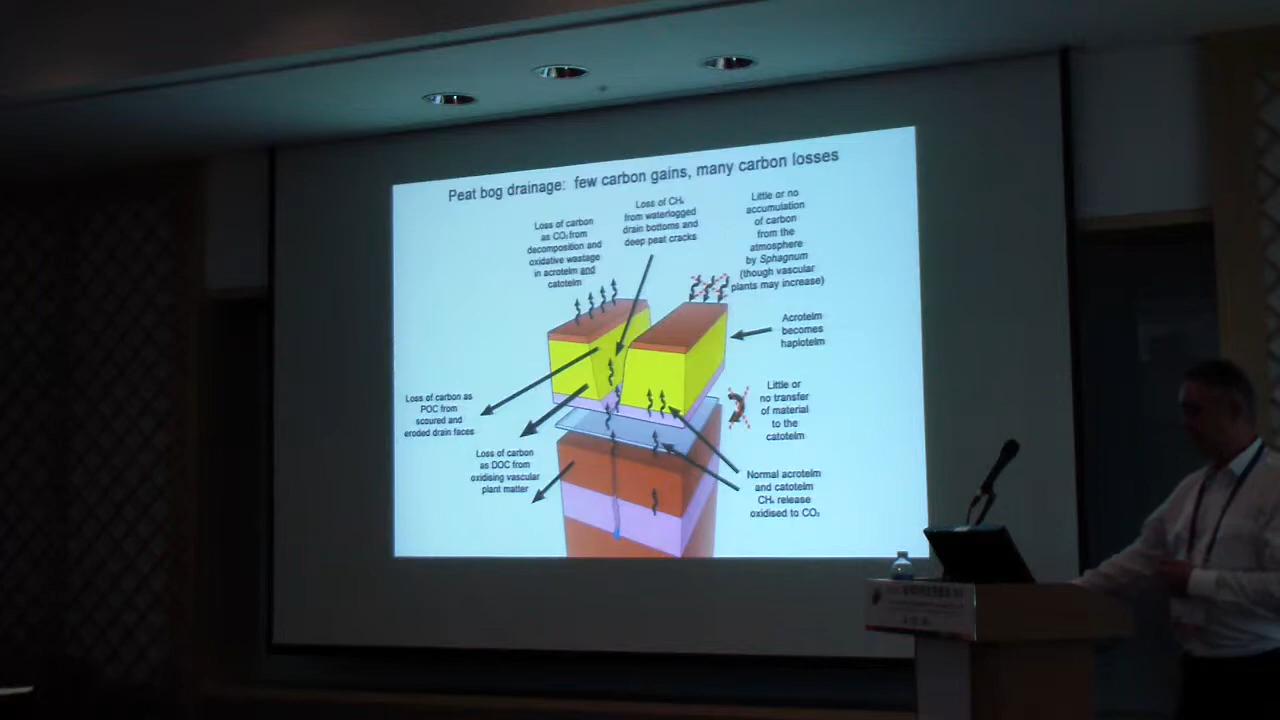 Peat bog drainage: few carbon gains, many carbon losses
Loss of carbon
as CO₂ from
decomposition and
oxidative wastage
in acrotelm and
catotelm
Loss of CH₄
from waterlogged
drain bottoms and
deep peat cracks
Little or no
accumulation
of carbon
from the
atmosphere
by Sphagnum
(though vascular
plants may increase)
Acrotelm
becomes
haplotelm
Little or
no transfer
of material
to the
catotelm
Normal acrotelm
and catotelm
CH₄ release
oxidised to CO₂
Loss of carbon as
POC from
scoured and
eroded drain faces
Loss of carbon
as DOC from
oxidising vascular
plant matter